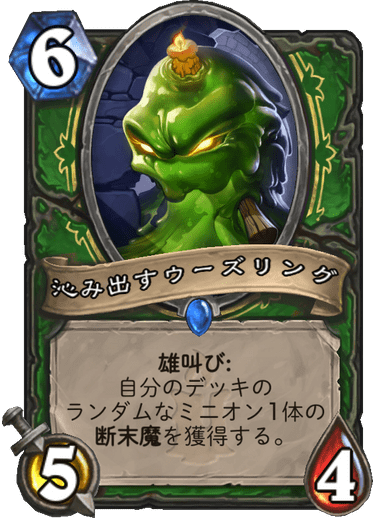 6
沁み出すウーズリング
雄叫び:
自分のデッキの
ランダムなミニオン1体の
断末魔を獲得する。
5
4